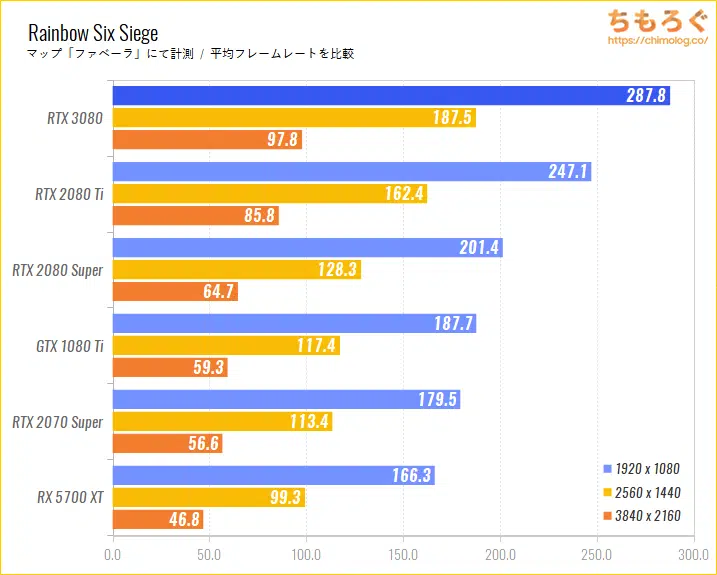 ちもろぐ
https://chimolog.co/
Rainbow Six Siege
マップ「ファベーラ」にて計測 / 平均フレームレートを比較
RTX 3080
287.8
187.5
97.8
RTX 2080 Ti
247.1
162.4
85.8
RTX 2080 Super
201.4
128.3
64.7
GTX 1080 Ti
187.7
117.4
59.3
RTX 2070 Super
179.5
113.4
56.6
RX 5700 XT
166.3
99.3
46.8
1920 x 1080
2560 x 1440
3840 x 2160
0.0 50.0 100.0 150.0 200.0 250.0 300.0